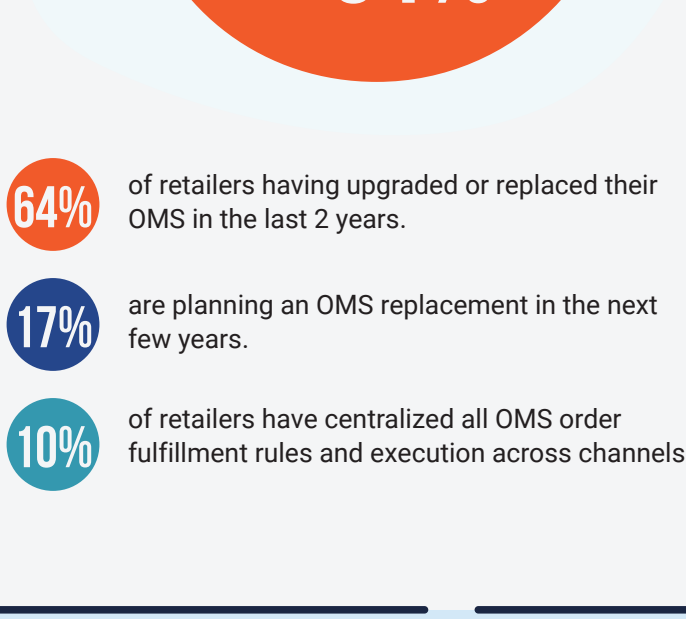 64%
of retailers having upgraded or replaced their
OMS in the last 2 years.
17%
are planning an OMS replacement in the next
few years.
10%
of retailers have centralized all OMS order
fulfillment rules and execution across channels